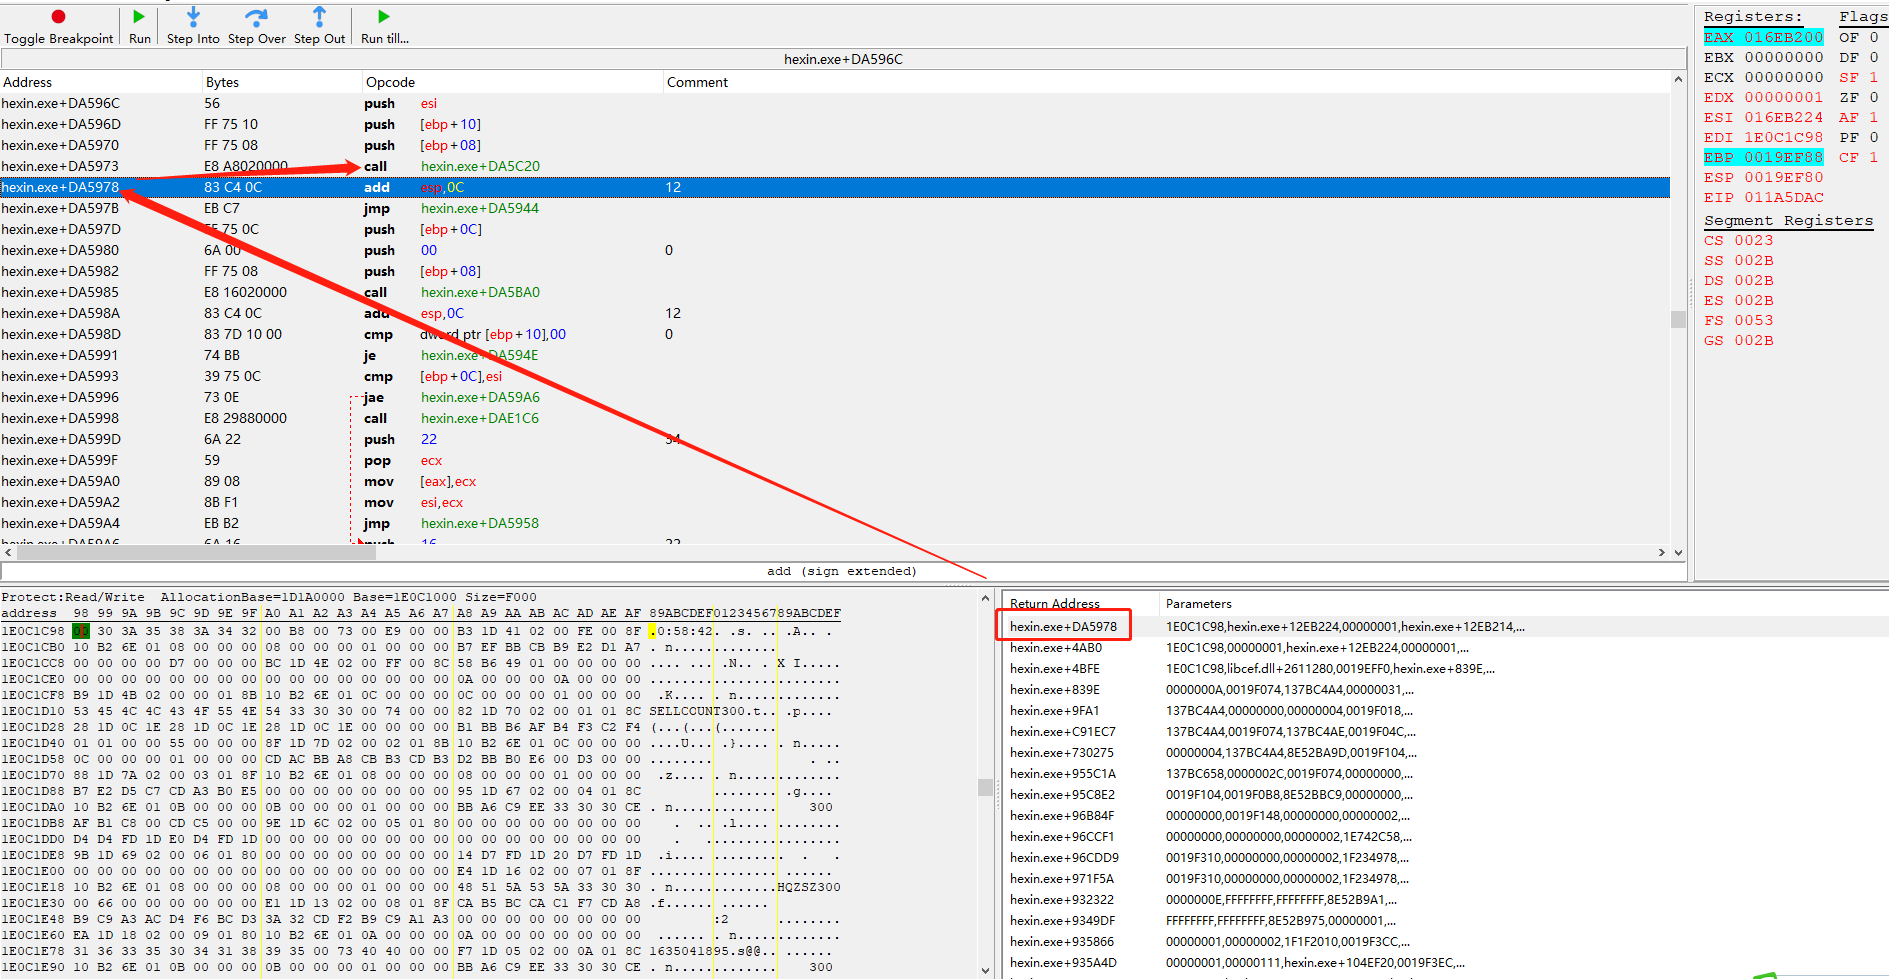 Toggle Breakpoint Run Step Into Step Over Step Out Run till...
hexin.exe+DA596C
Address Bytes Opcode Comment
hexin.exe+DA596C 56 push esi
hexin.exe+DA596D FF 75 10 push [ebp+10]
hexin.exe+DA5970 FF 75 08 push [ebp+08]
hexin.exe+DA5973 E8 A8020000 call hexin.exe+DA5C20
hexin.exe+DA5978 83 C4 0C add esp,0C 12
hexin.exe+DA597B EB C7 jmp hexin.exe+DA5944
hexin.exe+DA597D FF 75 0C push [ebp+0C]
hexin.exe+DA5980 6A 00 push 00 0
hexin.exe+DA5982 FF 75 08 push [ebp+08]
hexin.exe+DA5985 E8 16020000 call hexin.exe+DA5BA0
hexin.exe+DA598A 83 C4 0C add esp,0C 12
hexin.exe+DA598D 83 7D 10 00 cmp dword ptr [ebp+10],00 0
hexin.exe+DA5991 74 BB je hexin.exe+DA594E
hexin.exe+DA5993 39 75 0C cmp [ebp+0C],esi
hexin.exe+DA5996 73 0E jae hexin.exe+DA59A6
hexin.exe+DA5998 E8 29880000 call hexin.exe+DAE1C6
hexin.exe+DA599D 6A 22 push 22 34
hexin.exe+DA599F 59 pop ecx
hexin.exe+DA59A0 89 08 mov [eax],ecx
hexin.exe+DA59A2 8B F1 mov esi,ecx
hexin.exe+DA59A4 EB B2 jmp hexin.exe+DA5958
hexin.exe+DA59A6 6A 16 push 16 22
add (sign extended)
Registers: Flags
EAX 016EB200 OF 0
EBX 00000000 DF 0
ECX 00000000 SF 1
EDX 00000001 ZF 0
ESI 016EB224 AF 1
EDI 1E0C1C98 PF 0
EBP 0019EF88 CF 1
ESP 0019EF80
EIP 011A5DAC
Segment Registers
CS 0023
SS 002B
DS 002B
ES 002B
FS 0053
GS 002B
Protect:Read/Write AllocationBase=1D1A0000 Base=1E0C1000 Size=F000
address 98 99 9A 9B 9C 9D 9E 9F A0 A1 A2 A3 A4 A5 A6 A7 A8 A9 AA AB AC AD AE AF 89ABCDEF0123456789ABCDEF
1E0C1C98 00 30 3A 35 38 3A 34 32 00 B8 00 73 00 E9 00 00 B3 1D 41 02 00 FE 00 8F .0:58:42. .s. . . .A.. .
1E0C1CB0 10 B2 6E 01 08 00 00 00 08 00 00 00 01 00 00 00 B7 EF BB CB B9 E2 D1 A7 . n.............
1E0C1CC8 00 00 00 00 D7 00 00 00 BC 1D 4E 02 00 FF 00 8C 58 B6 49 01 00 00 00 00 .... ... .N.. . X I.....
1E0C1CE0 00 00 00 00 00 00 00 00 00 00 00 00 00 00 00 00 0A 00 00 00 0A 00 00 00 ........................
1E0C1CF8 B9 1D 4B 02 00 00 01 8B 10 B2 6E 01 0C 00 00 00 0C 00 00 00 01 00 00 00 .K.... . n.............
1E0C1D10 53 45 4C 4C 43 4F 55 4E 54 33 30 30 00 74 00 00 82 1D 70 02 00 01 01 8C SELLCOUNT300.t.. .p....
1E0C1D28 28 1D 0C 1E 28 1D 0C 1E 28 1D 0C 1E 00 00 00 00 B1 BB B6 AF B4 F3 C2 F4 (...(...(.......
1E0C1D40 01 01 00 00 55 00 00 00 8F 1D 7D 02 00 02 01 8B 10 B2 6E 01 0C 00 00 00 ....U... .}.... . n.....
1E0C1D58 0C 00 00 00 01 00 00 00 CD AC BB A8 CB B3 CD B3 D2 BB B0 E6 00 D3 00 00 ........ . ..
1E0C1D70 88 1D 7A 02 00 03 01 8F 10 B2 6E 01 08 00 00 00 08 00 00 00 01 00 00 00 .z.... . n.............
1E0C1D88 B7 E2 D5 C7 CD A3 B0 E5 00 00 00 00 00 00 00 00 95 1D 67 02 00 04 01 8C ........ .g....
1E0C1DA0 10 B2 6E 01 0B 00 00 00 0B 00 00 00 01 00 00 00 BB A6 C9 EE 33 30 30 CE . n............. 300
1E0C1DB8 AF B1 C8 00 CD C5 00 00 9E 1D 6C 02 00 05 01 80 00 00 00 00 00 00 00 00 . .. .l.... ........
1E0C1DD0 D4 D4 FD 1D E0 D4 FD 1D 00 00 00 00 00 00 00 00 00 00 00 00 00 00 00 00 . . ................
1E0C1DE8 9B 1D 69 02 00 06 01 80 00 00 00 00 00 00 00 00 14 D7 FD 1D 20 D7 FD 1D .i.... ......... . .
1E0C1E00 00 00 00 00 00 00 00 00 00 00 00 00 00 00 00 00 E4 1D 16 02 00 07 01 8F ................ ......
1E0C1E18 10 B2 6E 01 08 00 00 00 08 00 00 00 01 00 00 00 48 51 5A 53 5A 33 30 30 . n.............HQZSZ300
1E0C1E30 00 66 00 00 00 00 00 00 E1 1D 13 02 00 08 01 8F CA B5 BC CA C1 F7 CD A8 .f...... ......
1E0C1E48 B9 C9 A3 AC D4 F6 BC D3 3A 32 CD F2 B9 C9 A1 A3 00 00 00 00 00 00 00 00 :2 ........
1E0C1E60 EA 1D 18 02 00 09 01 80 10 B2 6E 01 0A 00 00 00 0A 00 00 00 00 00 00 00 ...... . n.............
1E0C1E78 31 36 33 35 30 34 31 38 39 35 00 73 40 40 00 00 F7 1D 05 02 00 0A 01 8C 1635041895.s@@.. ......
1E0C1E90 10 B2 6E 01 0B 00 00 00 0B 00 00 00 01 00 00 00 BB A6 C9 EE 33 30 30 CE . n............. 300
Return Address Parameters
hexin.exe+DA5978 1E0C1C98,hexin.exe+12EB224,00000001,hexin.exe+12EB214,...
hexin.exe+4AB0 1E0C1C98,00000001,hexin.exe+12EB224,00000001,...
hexin.exe+4BFE 1E0C1C98,libcef.dll+2611280,0019EFF0,hexin.exe+839E,...
hexin.exe+839E 0000000A,0019F074,137BC4A4,00000031,...
hexin.exe+9FA1 137BC4A4,00000000,00000004,0019F018,...
hexin.exe+C91EC7 137BC4A4,0019F074,137BC4AE,0019F04C,...
hexin.exe+730275 00000004,137BC4A4,8E52BA9D,0019F104,...
hexin.exe+955C1A 137BC658,0000002C,0019F074,00000000,...
hexin.exe+95C8E2 0019F104,0019F0B8,8E52BBC9,00000000,...
hexin.exe+96B84F 00000000,0019F148,00000000,00000002,...
hexin.exe+96CCF1 00000000,00000000,00000002,1E742C58,...
hexin.exe+96CDD9 0019F310,00000000,00000002,1F234978,...
hexin.exe+971F5A 0019F310,00000000,00000002,1F234978,...
hexin.exe+932322 0000000E,FFFFFFFF,FFFFFFFF,8E52B9A1,...
hexin.exe+9349DF FFFFFFFF,FFFFFFFF,8E52B975,00000001,...
hexin.exe+935866 00000001,00000002,1F1F2010,0019F3CC,...
hexin.exe+935A4D 00000001,00000111,hexin.exe+104EF20,0019F3EC,...